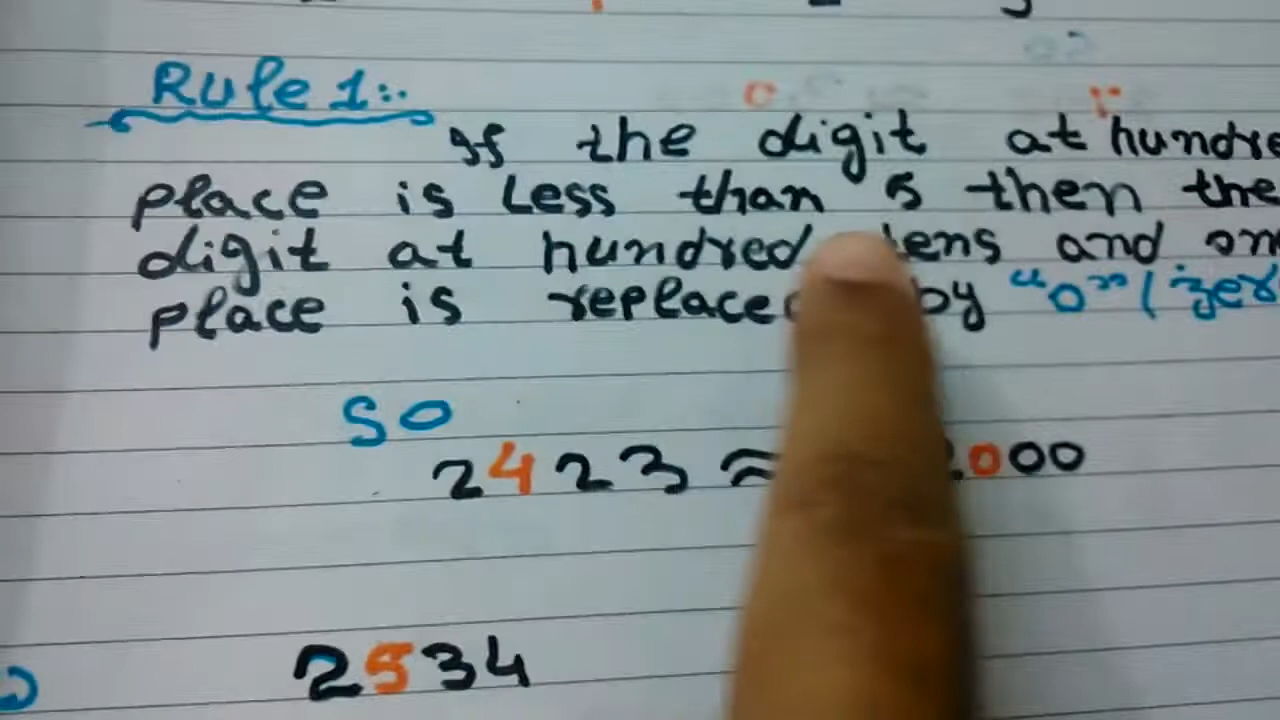 Rule 1:.
If the digit at hundre
place is Less than 5 then the
digit at hundred tens and on
place is replaced by "0" (zer
So
2423 ≈ 000
2534